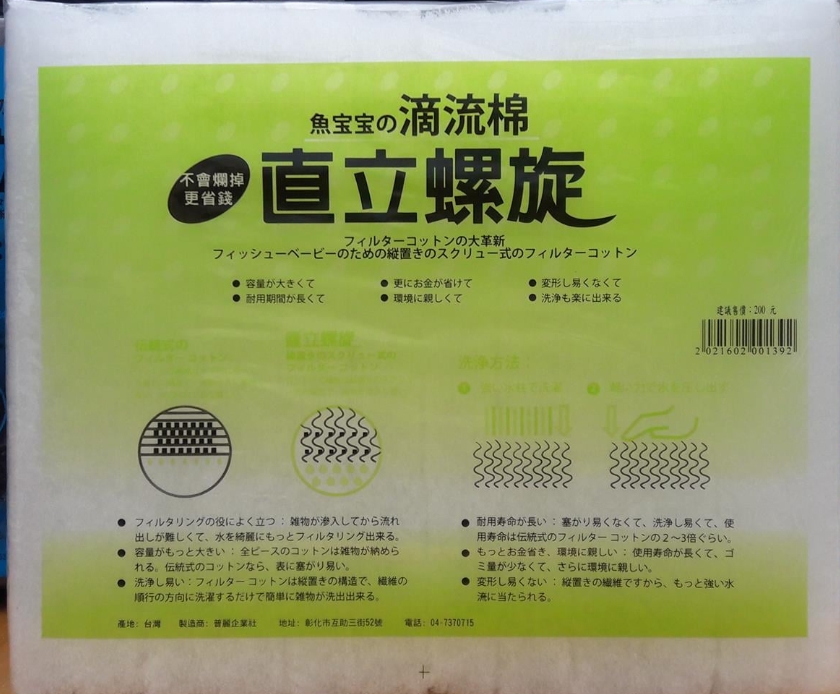 魚宝宝の滴流棉
不會爛掉
更省錢
直立螺旋
フィルターコットンの大革新
フィッシューベービーのための縦置きのスクリュー式のフィルターコットン
● 容量が大きくて
● 更にお金が省けて
● 変形し易くなくて
● 耐用期間が長くて
● 環境に親しくて
● 洗浄も楽に出来る
建議售價：200 元
2 021602 001392
伝統式の
フィルターコットン
直立螺旋
洗浄方法：
● フィルタリングの役によく立つ：雑物が滲入してから流れ
出しが難しくて、水を綺麗にもっとフィルタリング出来る。
● 容量がもっと大きい：全ピースのコットンは雑物が納めら
れる。伝統式のコットンなら、表に塞がり易い。
● 洗浄し易い：フィルター コットンは縦置きの構造で、繊維の
順行の方向に洗濯するだけで簡単に雑物が洗出出来る。
● 耐用寿命が長い：塞がり易くなくて、洗浄し易くて、使
用寿命は伝統式のフィルター コットンの２～3倍ぐらい。
● もっとお金省き、環境に親しい：使用寿命が長くて、ゴ
ミ量が少なくて、さらに環境に親しい。
● 変形し易くない：縦置きの繊維ですから、もっと強い水
流に当たられる。
產地：台灣 製造商：普麗企業社 地址：彰化市互助三街52號 電話：04-7370715